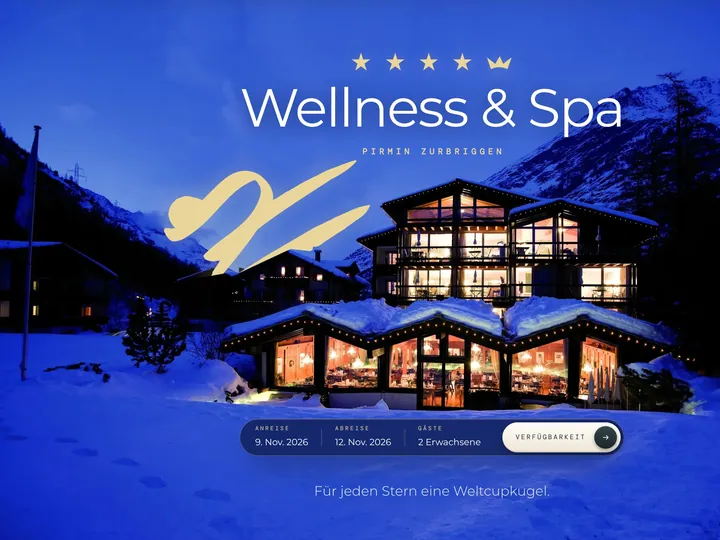 Wellness & Spa
PIRMIN ZURBRIGGEN
ANREISE
9. Nov. 2026
ABREISE
12. Nov. 2026
GÄSTE
2 Erwachsene
VERFÜGBARKEIT
Für jeden Stern eine Weltcupkugel.